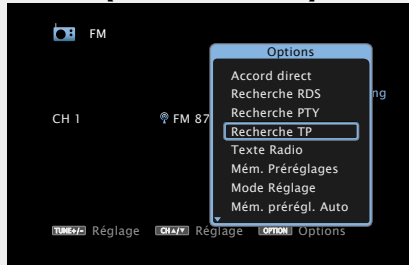 FM
Options
Accord direct
Recherche RDS
ng
Recherche PTY
CH 1
FM 87
Recherche TP
Texte Radio
Mém. Préréglages
Mode Réglage
Mém. prérégl. Auto
TUNE+/- Réglage CH▲/▼ Réglage OPTION Options